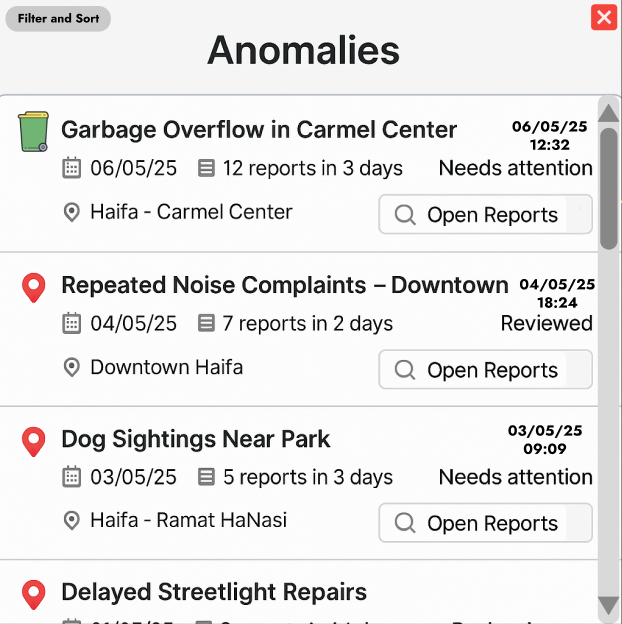 Filter and Sort
Anomalies
Garbage Overflow in Carmel Center
06/05/25
12:32
06/05/25 12 reports in 3 days Needs attention
Haifa - Carmel Center Open Reports
Repeated Noise Complaints – Downtown
04/05/25
18:24
04/05/25 7 reports in 2 days Reviewed
Downtown Haifa Open Reports
Dog Sightings Near Park
03/05/25
09:09
03/05/25 5 reports in 3 days Needs attention
Haifa - Ramat HaNasi Open Reports
Delayed Streetlight Repairs